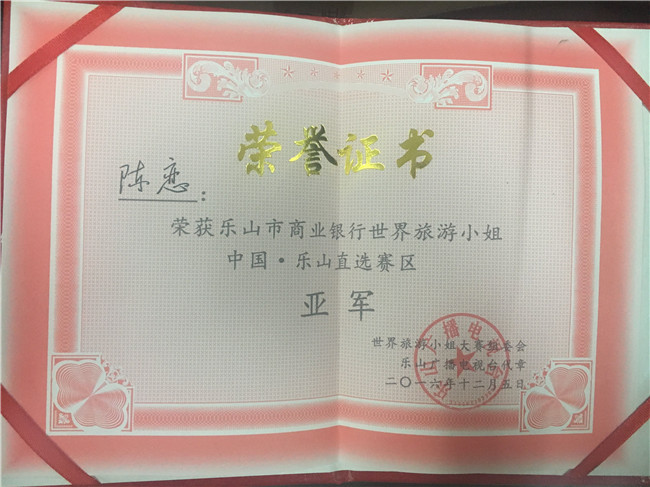 荣誉证书
陈恋：
荣获乐山市商业银行世界旅游小姐
中国·乐山直选赛区
亚军
世界旅游小姐大赛组委会
乐山广播电视台代章
二〇一六年十二月五日